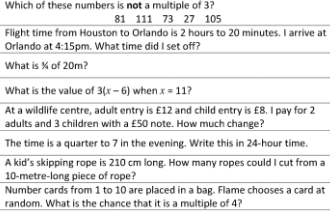 Which of these numbers is not a multiple of 3?
81 111 73 27 105
Flight time from Houston to Orlando is 2 hours to 20 minutes. I arrive at
Orlando at 4:15pm. What time did I set off?
What is ¾ of 20m?
What is the value of 3(x – 6) when x = 11?
At a wildlife centre, adult entry is £12 and child entry is £8. I pay for 2
adults and 3 children with a £50 note. How much change?
The time is a quarter to 7 in the evening. Write this in 24-hour time.
A kid's skipping rope is 210 cm long. How many ropes could I cut from a
10-metre-long piece of rope?
Number cards from 1 to 10 are placed in a bag. Flame chooses a card at
random. What is the chance that it is a multiple of 4?